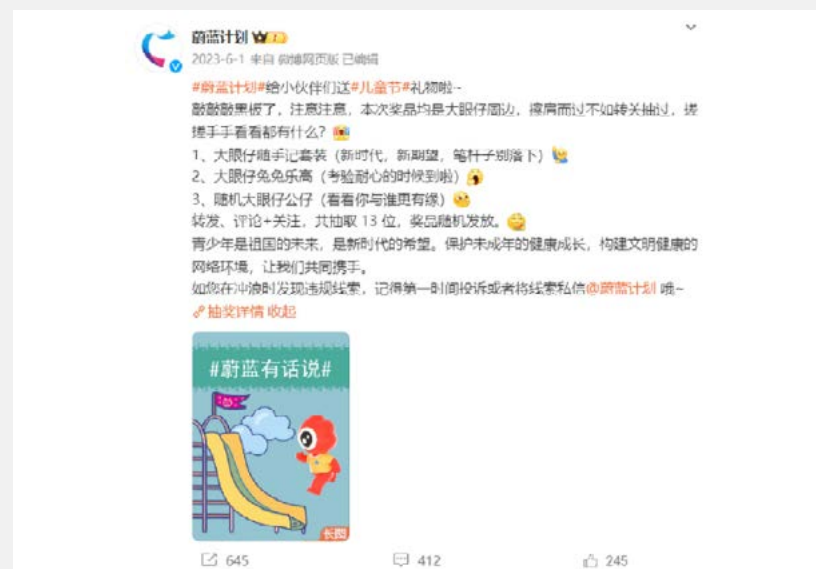 蔚蓝计划
2023-6-1 来自 微博网页版 已编辑
#蔚蓝计划#给小伙伴们送#儿童节#礼物啦~
敲敲敲黑板了，注意注意，本次奖品均是大眼仔周边，擦肩而过不如转关抽过，搓
搓手手看看都有什么？
1、大眼仔随手记套装（新时代，新期望，笔杆子别落下）
2、大眼仔兔兔乐高（考验耐心的时候到啦）
3、随机大眼仔公仔（看看你与谁更有缘）
转发、评论+关注，共抽取 13 位，奖品随机发放。
青少年是祖国的未来，是新时代的希望。保护未成年的健康成长，构建文明健康的
网络环境，让我们共同携手。
如您在冲浪时发现违规线索，记得第一时间投诉或者将线索私信@蔚蓝计划 哦~
抽奖详情 收起
#蔚蓝有话说#
长图
645 412 245